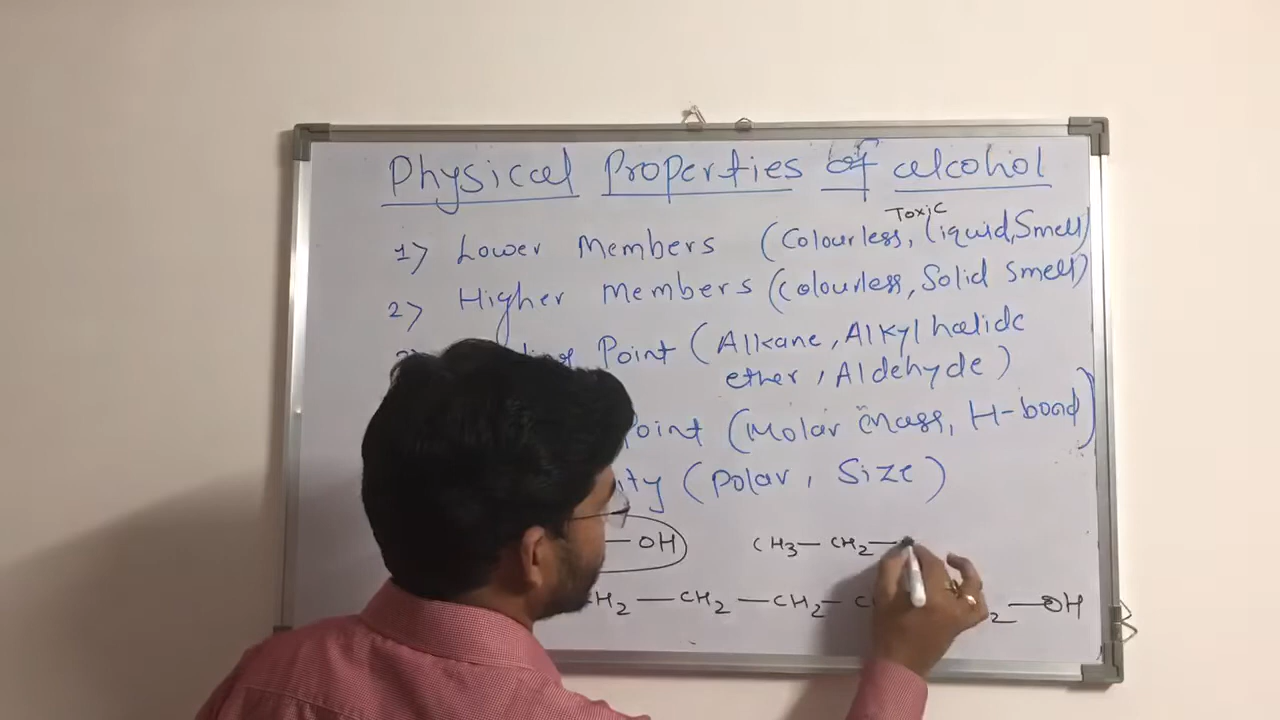 Physical Properties of alcohol
Toxic
1) Lower Members (Colourless, Liquid, Smell)
2) Higher Members (Colourless, Solid Smell)
Point (Alkane, Alkyl halide
ether, Aldehyde)
Point (Molar Mass, H-bond)
(Polar, Size)
—OH CH3—CH2—
H2—CH2—CH2— 2—OH